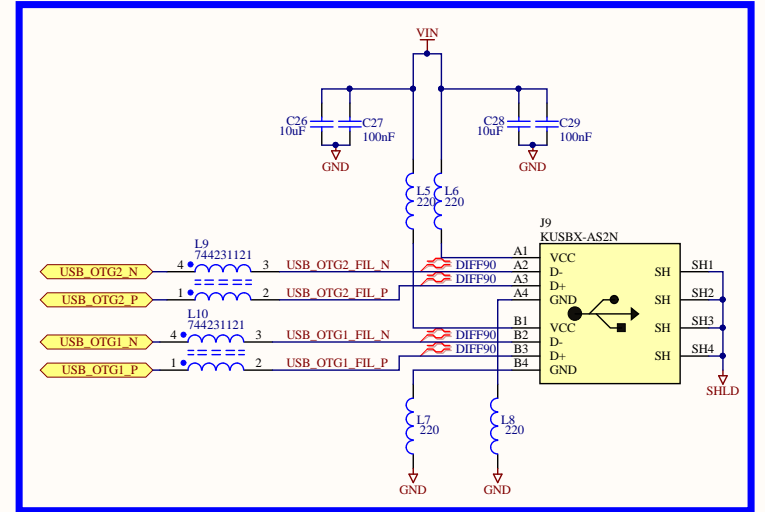 VIN
C26
10uF
C27
100nF
C28
10uF
C29
100nF
GND
GND
L5
220
L6
220
J9
KUSBX-AS2N
L9
744231121
USB_OTG2_N
4
3
USB_OTG2_FIL_N
DIFF90
A1
VCC
A2
D-
SH
SH1
A3
D+
DIFF90
USB_OTG2_P
1
2
USB_OTG2_FIL_P
A4
GND
SH
SH2
L10
744231121
B1
VCC
SH
SH3
USB_OTG1_N
4
3
USB_OTG1_FIL_N
DIFF90
B2
D-
DIFF90
B3
D+
SH
SH4
USB_OTG1_P
1
2
USB_OTG1_FIL_P
B4
GND
SHLD
L7
220
L8
220
GND
GND